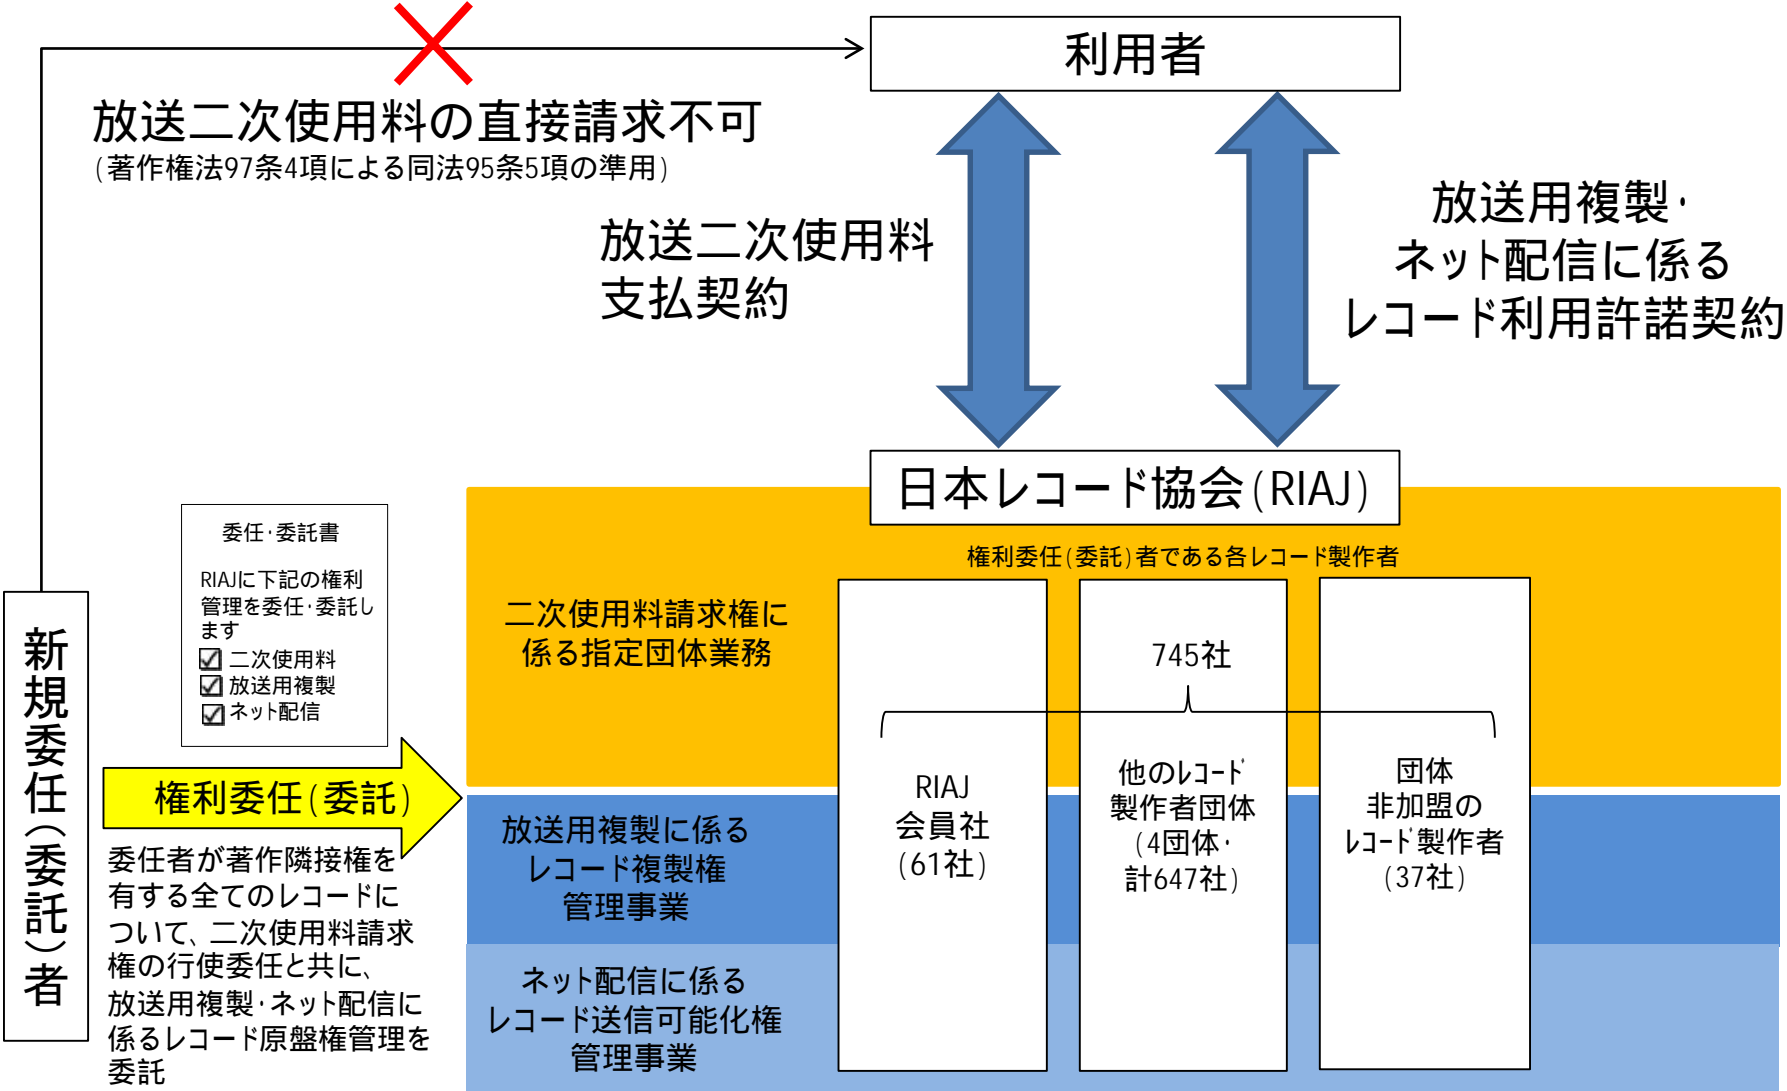 利用者
放送二次使用料の直接請求不可
(著作権法97条4項による同法95条5項の準用)
放送二次使用料
支払契約
放送用複製・
ネット配信に係る
レコード利用許諾契約
日本レコード協会(RIAJ)
権利委任(委託)者である各レコード製作者
委任・委託書
RIAJに下記の権利
管理を委任・委託し
ます
二次使用料
放送用複製
ネット配信
新規委任(委託)者
権利委任(委託)
委任者が著作隣接権を
有する全てのレコードに
ついて、二次使用料請求
権の行使委任と共に、
放送用複製・ネット配信に
係るレコード原盤権管理を
委託
二次使用料請求権に
係る指定団体業務
745社
放送用複製に係る
レコード複製権
管理事業
ネット配信に係る
レコード送信可能化権
管理事業
RIAJ
会員社
(61社)
他のレコード
製作者団体
(4団体・
計647社)
団体
非加盟の
レコード製作者
(37社)